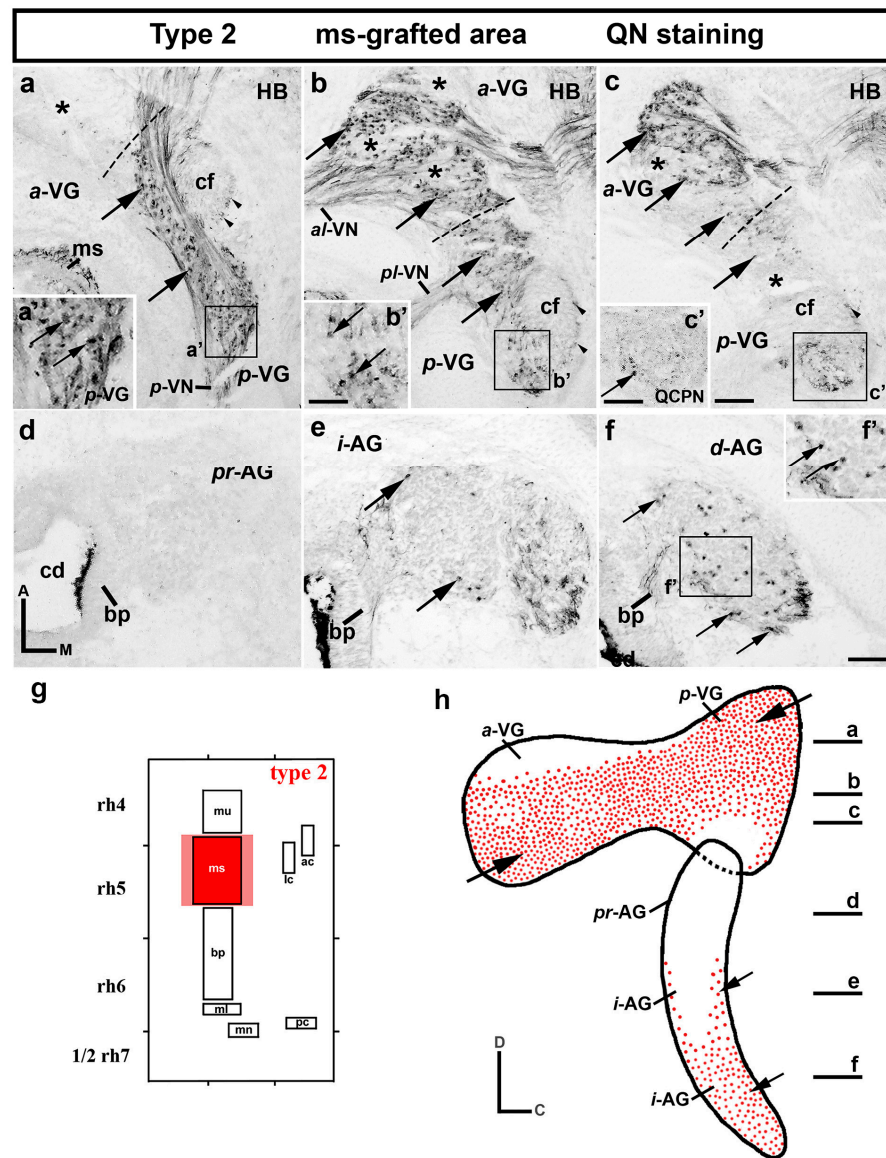 Type 2 ms-grafted area QN staining
a * HB
a-VG
cf
ms
a'
a'
p-VG
p-VN
p-VG
b * a-VG HB
*
*
al-VN
pl-VN
cf
b'
p-VG
b'
c HB
*
a-VG
*
cf
c'
p-VG
QCPN
c'
d
pr-AG
cd
bp
A
M
e i-AG
bp
f d-AG f'
bp f'
cd
g
type 2
rh4
rh5
rh6
1/2 rh7
mu
ms
lc
ac
bp
ml
mn
pc
h
p-VG
a-VG
a
b
c
pr-AG
d
i-AG
e
i-AG
f
D
C